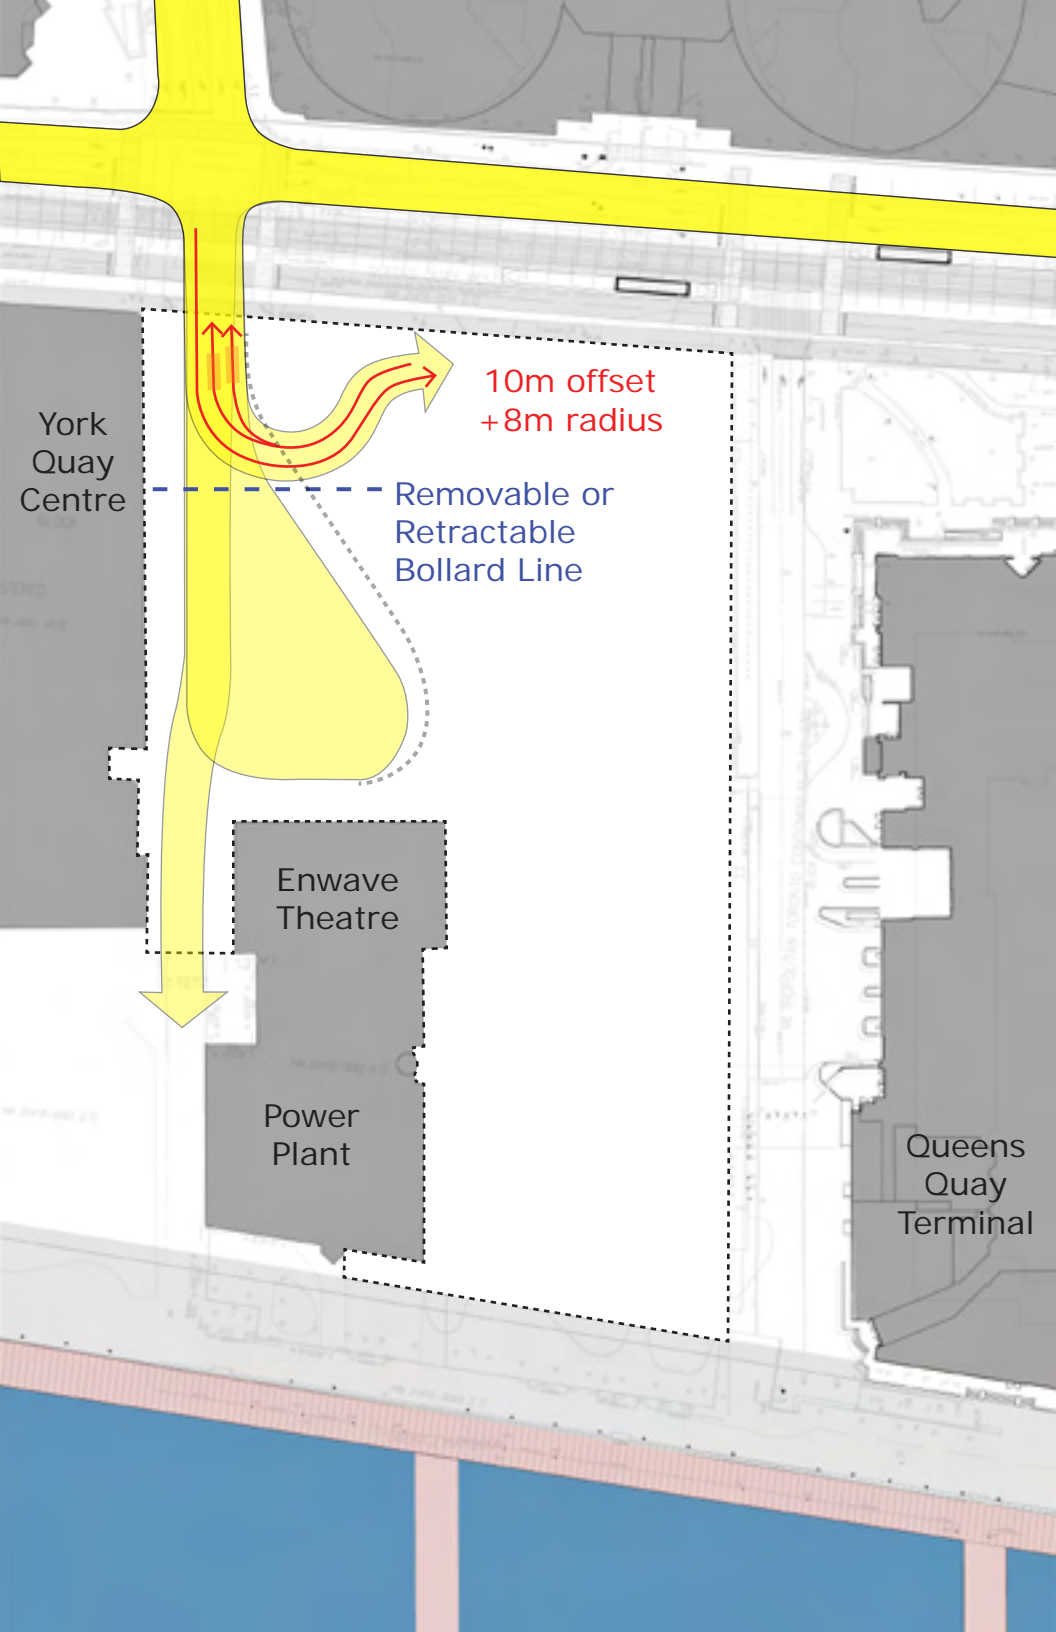 10m offset
+8m radius
York
Quay
Centre
Removable or
Retractable
Bollard Line
Enwave
Theatre
Power
Plant
Queens
Quay
Terminal